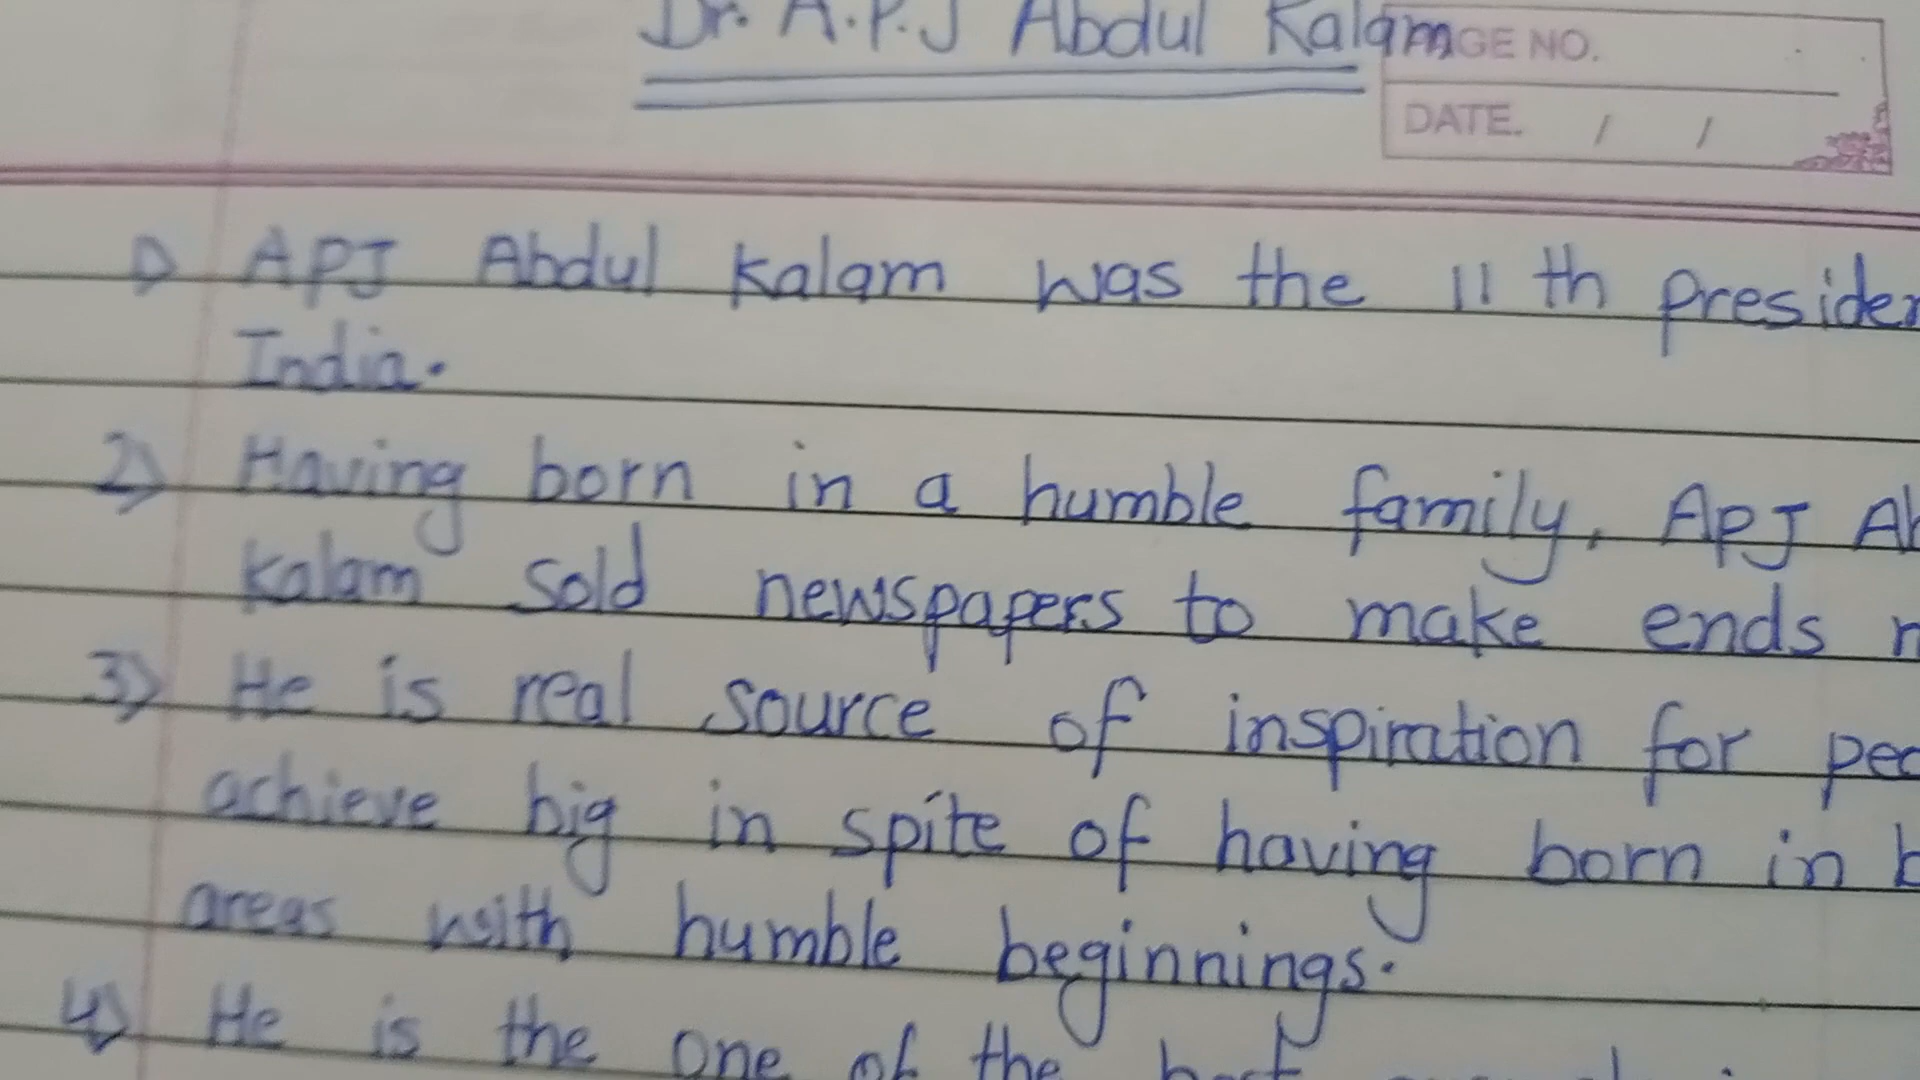 Dr. A.P.J Abdul Kalam
PAGE NO.
DATE. / /
1) APJ Abdul Kalam was the 11 th
India.
2) Having born in a humble family, APJ
Kalam sold newspapers to make ends
3) He is real source of inspiration for
achieve big in spite of having born in
areas with humble beginnings.
4) He is the one of the